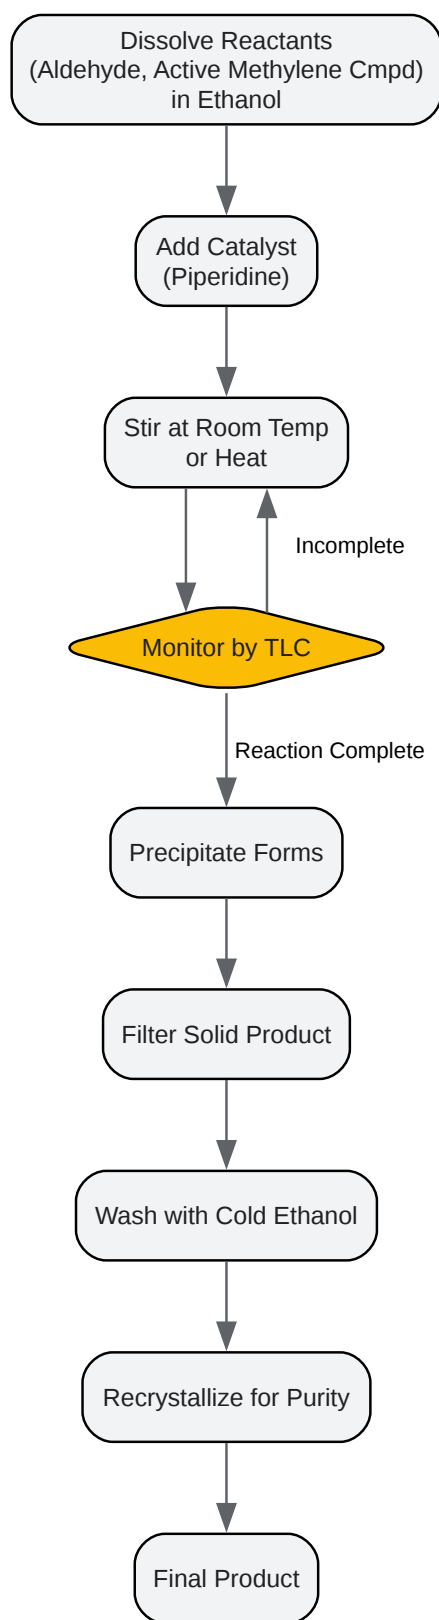 Dissolve Reactants
(Aldehyde, Active Methylene Cmpd)
in Ethanol
Add Catalyst
(Piperidine)
Stir at Room Temp
or Heat
Incomplete
Monitor by TLC
Reaction Complete
Precipitate Forms
Filter Solid Product
Wash with Cold Ethanol
Recrystallize for Purity
Final Product